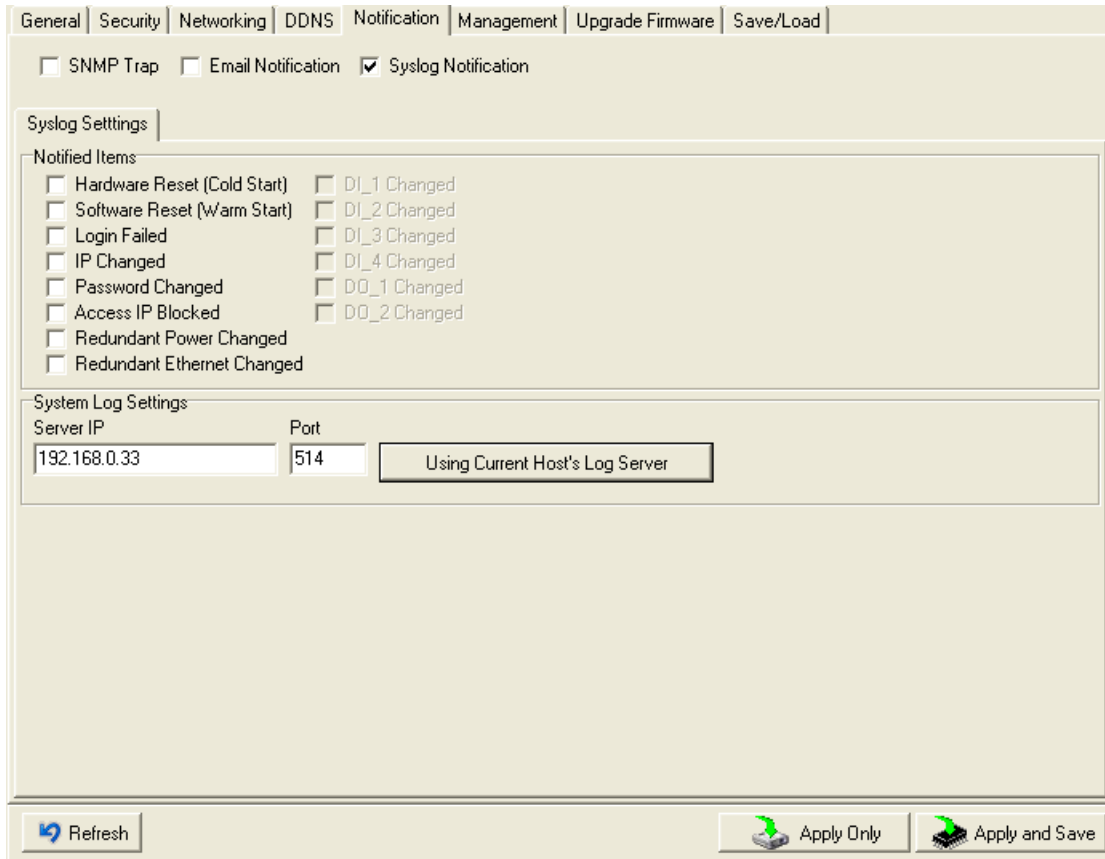 General Security Networking DDNS Notification Management Upgrade Firmware Save/Load
SNMP Trap Email Notification Syslog Notification
Syslog Setttings
Notified Items
Hardware Reset (Cold Start) DI_1 Changed
Software Reset (Warm Start) DI_2 Changed
Login Failed DI_3 Changed
IP Changed DI_4 Changed
Password Changed DO_1 Changed
Access IP Blocked DO_2 Changed
Redundant Power Changed
Redundant Ethernet Changed
System Log Settings
Server IP Port
192.168.0.33 514 Using Current Host's Log Server
Refresh Apply Only Apply and Save